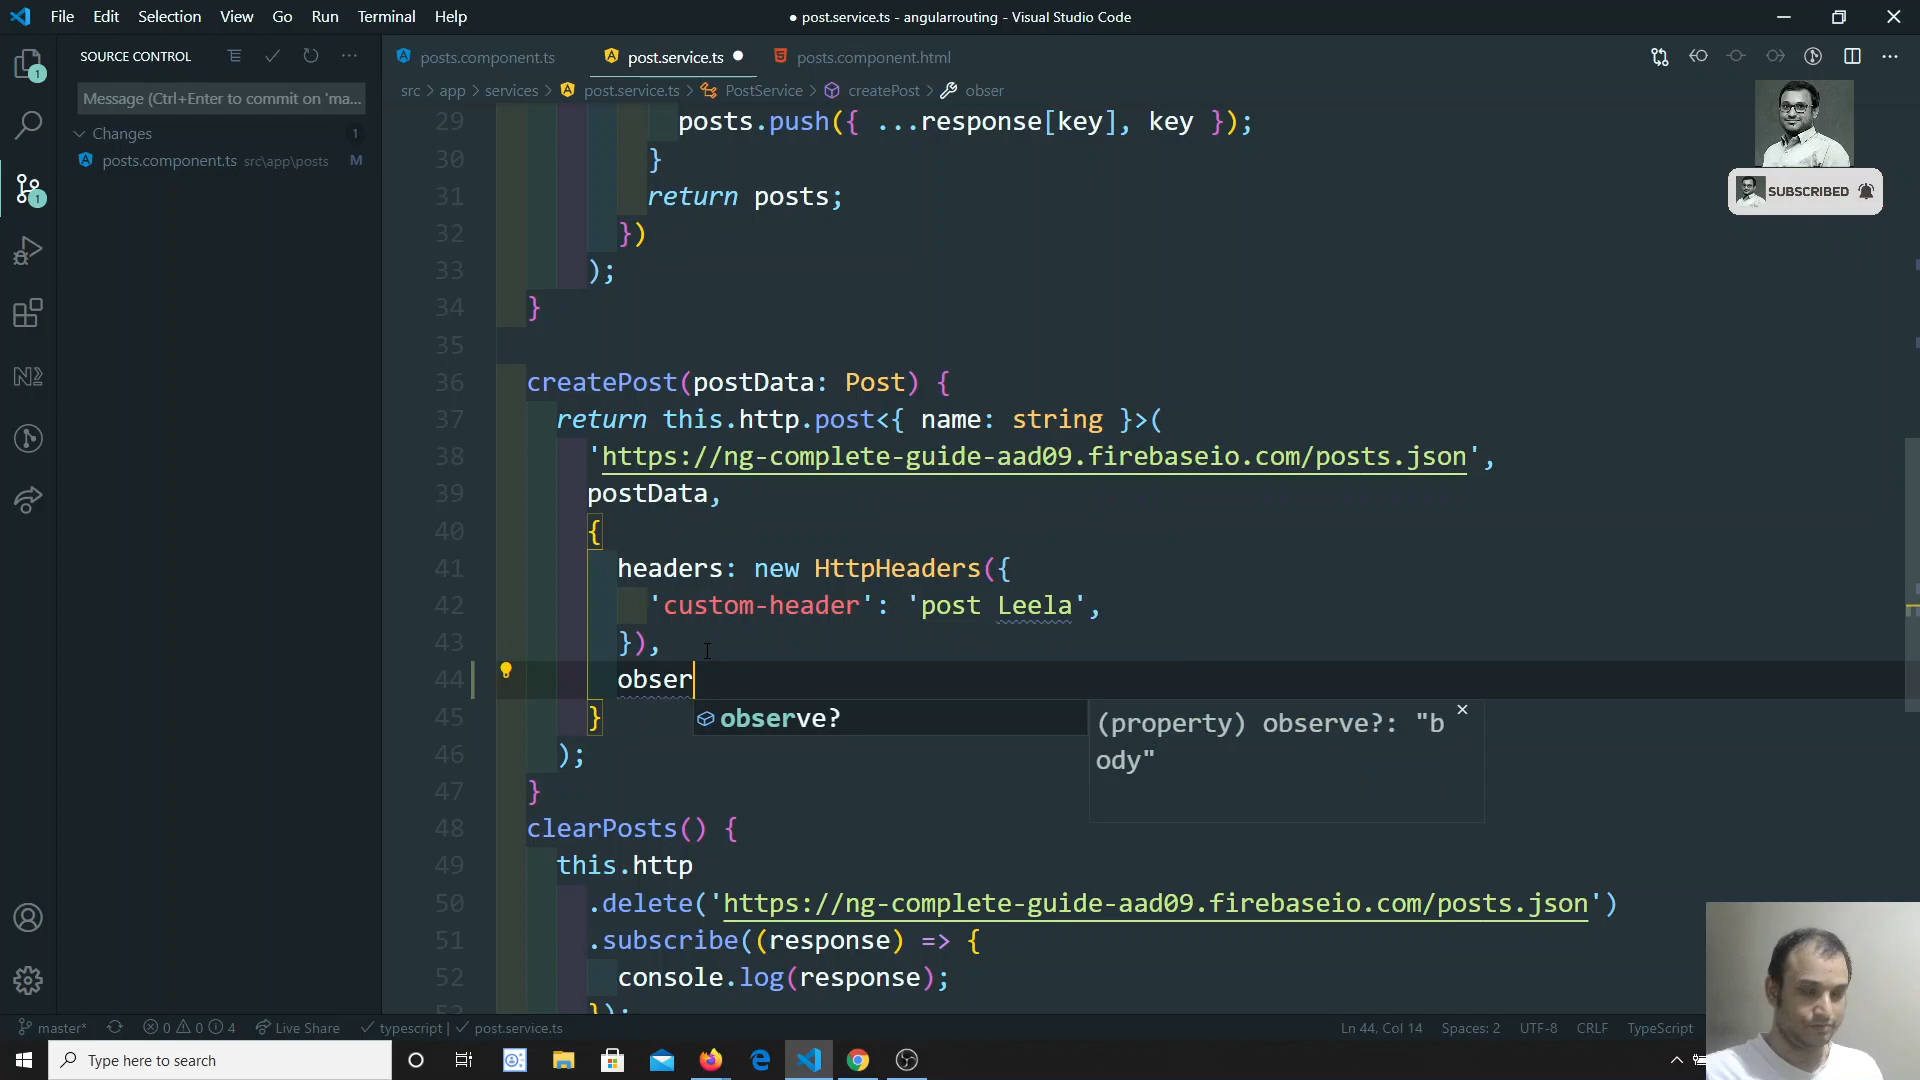 File Edit Selection View Go Run Terminal Help
● post.service.ts - angularrouting - Visual Studio Code
SOURCE CONTROL
Message (Ctrl+Enter to commit on 'ma...
Changes 1
posts.component.ts src\app\posts M
1
1
posts.component.ts post.service.ts posts.component.html
src > app > services > post.service.ts > PostService > createPost > obser
SUBSCRIBED
29 posts.push({ ...response[key], key });
30 }
31 return posts;
32 })
33 );
34 }
35
36 createPost(postData: Post) {
37 return this.http.post<{ name: string }>(
38 'https://ng-complete-guide-aad09.firebaseio.com/posts.json',
39 postData,
40 {
41 headers: new HttpHeaders({
42 'custom-header': 'post Leela',
43 }),
44 obser
observe?
(property) observe?: "b
ody"
45 }
46 );
47 }
48 clearPosts() {
49 this.http
50 .delete('https://ng-complete-guide-aad09.firebaseio.com/posts.json')
51 .subscribe((response) => {
52 console.log(response);
53 });
master* 0 0 4 Live Share typescript | post.service.ts
Ln 44, Col 14 Spaces: 2 UTF-8 CRLF TypeScript
Type here to search